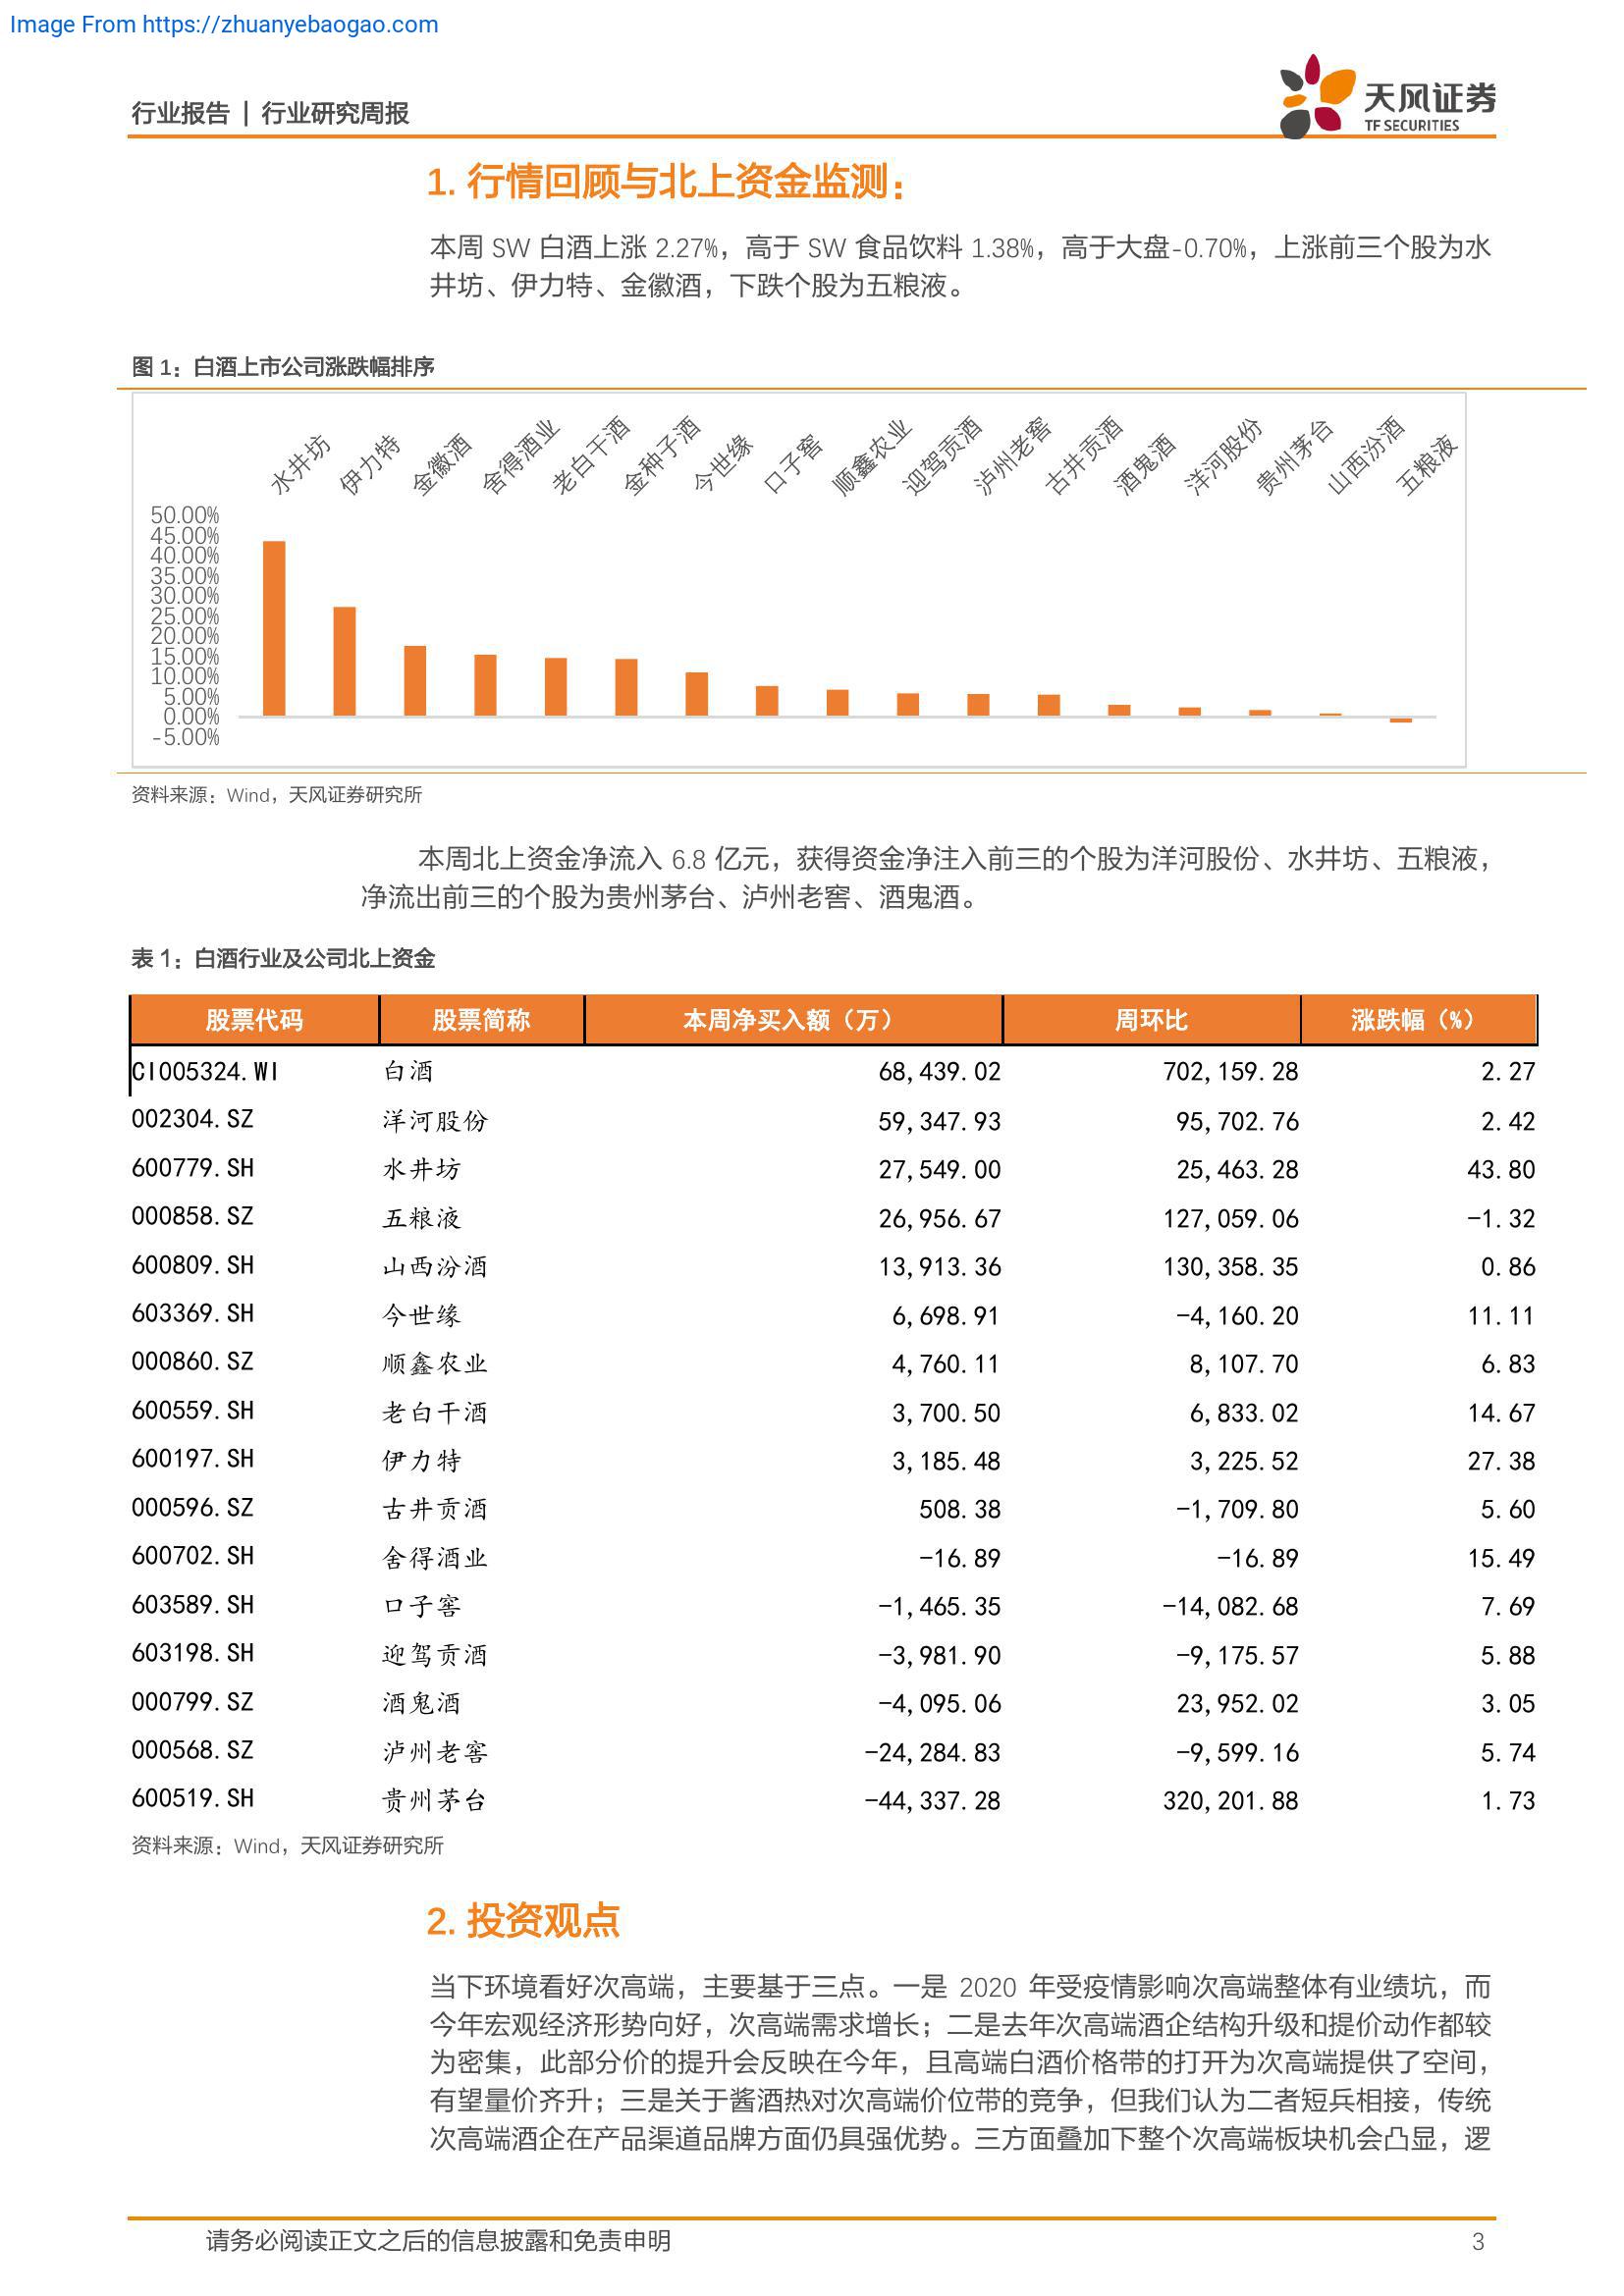 Image From https://zhuanyebaogao.com
行业报告 | 行业研究周报
天风证券
TF SECURITIES
1. 行情回顾与北上资金监测：
本周 SW 白酒上涨 2.27%，高于 SW 食品饮料 1.38%，高于大盘-0.70%，上涨前三个股为水
井坊、伊力特、金徽酒，下跌个股为五粮液。
图 1：白酒上市公司涨跌幅排序
水井坊 伊力特 金徽酒 舍得酒业 老白干酒 金种子酒 今世缘 口子窖 顺鑫农业 迎驾贡酒 泸州老窖 古井贡酒 酒鬼酒 洋河股份 贵州茅台 山西汾酒 五粮液
50.00%
45.00%
40.00%
35.00%
30.00%
25.00%
20.00%
15.00%
10.00%
5.00%
0.00%
-5.00%
资料来源：Wind，天风证券研究所
本周北上资金净流入 6.8 亿元，获得资金净注入前三的个股为洋河股份、水井坊、五粮液，
净流出前三的个股为贵州茅台、泸州老窖、酒鬼酒。
表 1：白酒行业及公司北上资金
股票代码 股票简称 本周净买入额（万） 周环比 涨跌幅（%）
CI005324.WI 白酒 68,439.02 702,159.28 2.27
002304.SZ 洋河股份 59,347.93 95,702.76 2.42
600779.SH 水井坊 27,549.00 25,463.28 43.80
000858.SZ 五粮液 26,956.67 127,059.06 -1.32
600809.SH 山西汾酒 13,913.36 130,358.35 0.86
603369.SH 今世缘 6,698.91 -4,160.20 11.11
000860.SZ 顺鑫农业 4,760.11 8,107.70 6.83
600559.SH 老白干酒 3,700.50 6,833.02 14.67
600197.SH 伊力特 3,185.48 3,225.52 27.38
000596.SZ 古井贡酒 508.38 -1,709.80 5.60
600702.SH 舍得酒业 -16.89 -16.89 15.49
603589.SH 口子窖 -1,465.35 -14,082.68 7.69
603198.SH 迎驾贡酒 -3,981.90 -9,175.57 5.88
000799.SZ 酒鬼酒 -4,095.06 23,952.02 3.05
000568.SZ 泸州老窖 -24,284.83 -9,599.16 5.74
600519.SH 贵州茅台 -44,337.28 320,201.88 1.73
资料来源：Wind，天风证券研究所
2. 投资观点
当下环境看好次高端，主要基于三点。一是 2020 年受疫情影响次高端整体有业绩坑，而
今年宏观经济形势向好，次高端需求增长；二是去年次高端酒企结构升级和提价动作都较
为密集，此部分价的提升会反映在今年，且高端白酒价格带的打开为次高端提供了空间，
有望量价齐升；三是关于酱酒热对次高端价位带的竞争，但我们认为二者短兵相接，传统
次高端酒企在产品渠道品牌方面仍具强优势。三方面叠加下整个次高端板块机会凸显，逻
请务必阅读正文之后的信息披露和免责申明
3